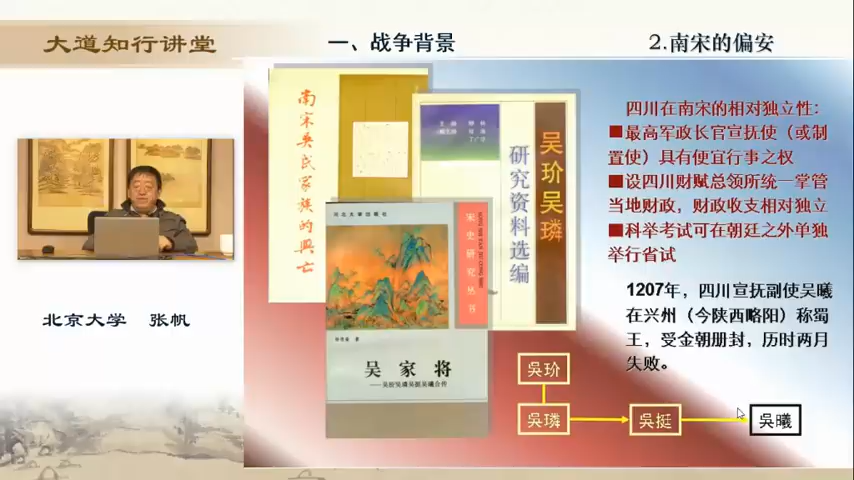 大道知行讲堂
一、战争背景
2.南宋的偏安
北京大学 张帆
南宋吴氏家族的興亡
吴玠吴璘
研究资料选编
宋史研究丛书
吴家将
——吴玠吴璘吴挺吴曦合传
四川在南宋的相对独立性:
■最高军政长官宣抚使（或制
置使）具有便宜行事之权
■设四川财赋总领所统一掌管
当地财政，财政收支相对独立
■科举考试可在朝廷之外单独
举行省试
1207年，四川宣抚副使吴曦
在兴州（今陕西略阳）称蜀
王，受金朝册封，历时两月
失败。
吳玠
吳璘
吳挺
吳曦